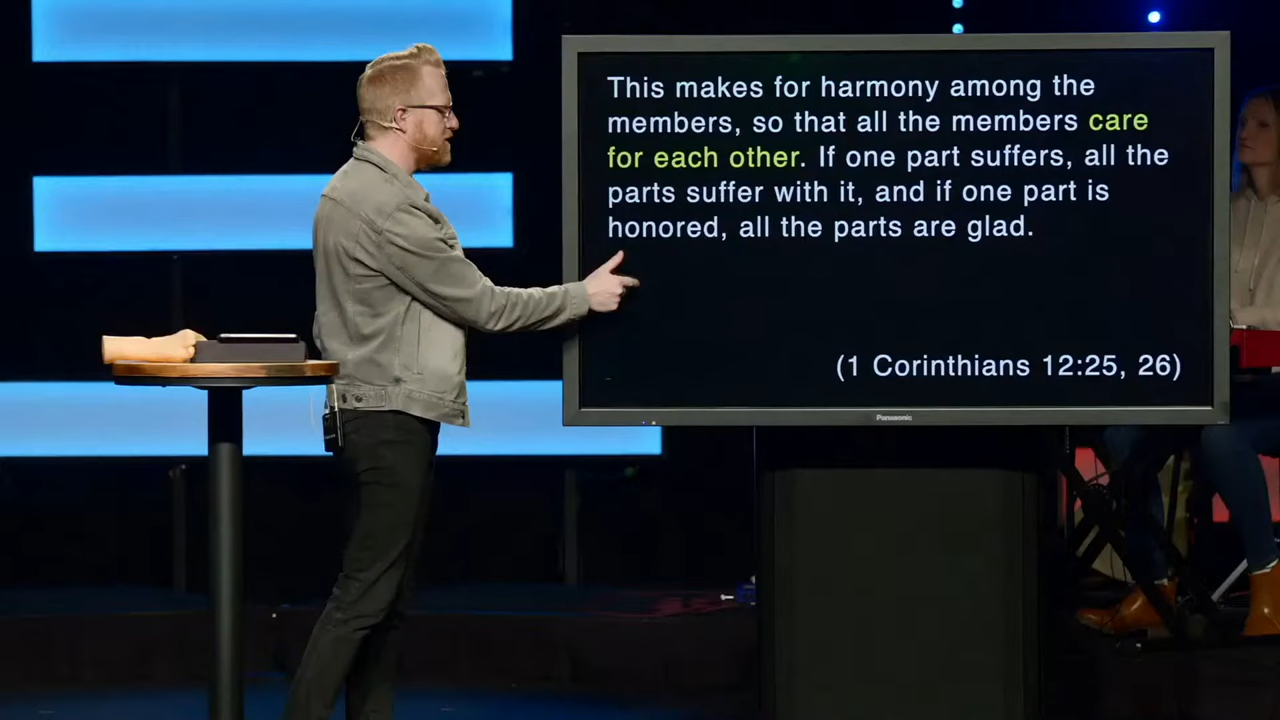 This makes for harmony among the
members, so that all the members care
for each other. If one part suffers, all the
parts suffer with it, and if one part is
honored, all the parts are glad.
(1 Corinthians 12:25, 26)
Panasonic